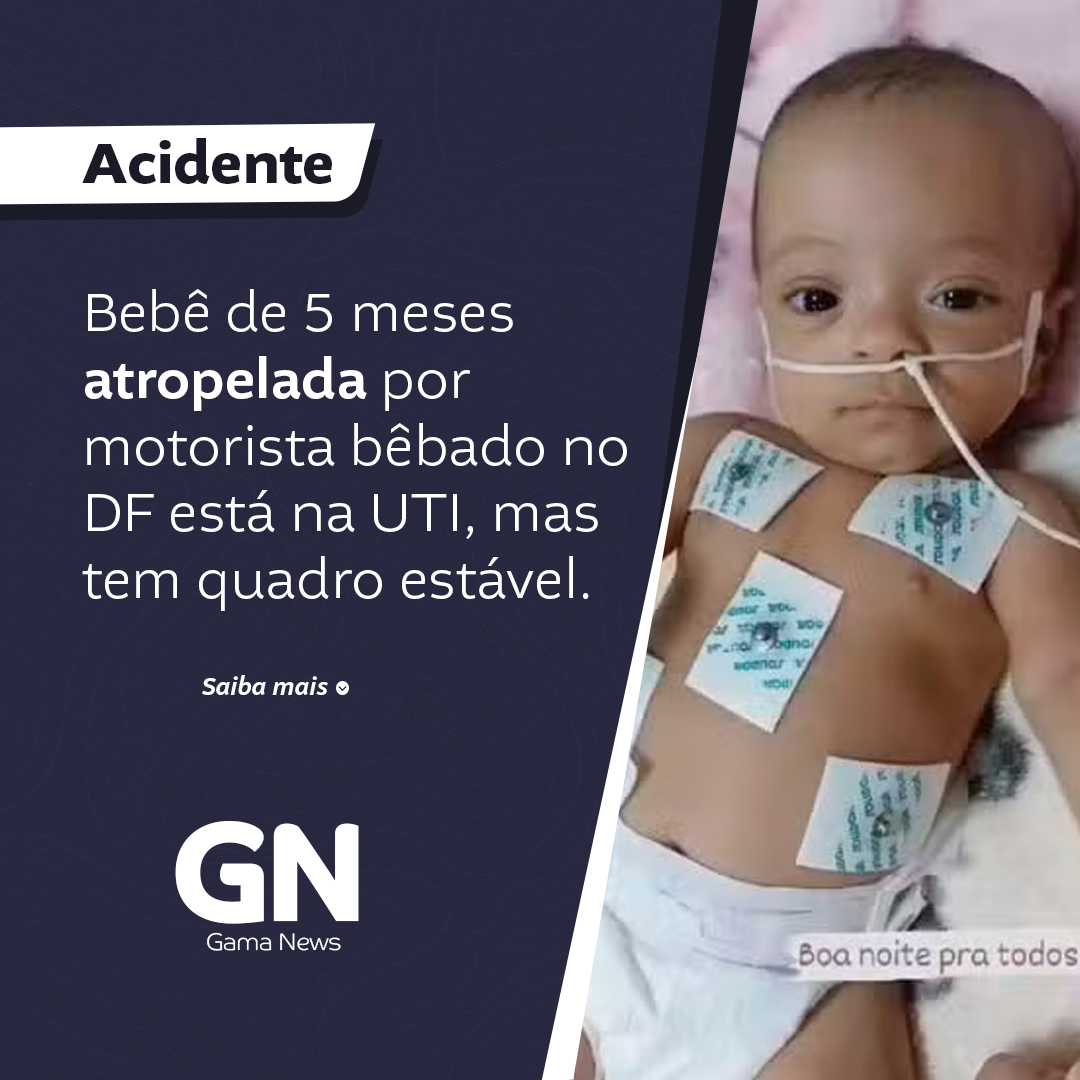 Acidente
Bebê de 5 meses
atropelada por
motorista bêbado no
DF está na UTI, mas
tem quadro estável.
Saiba mais
GN
Gama News
Boa noite pra todos